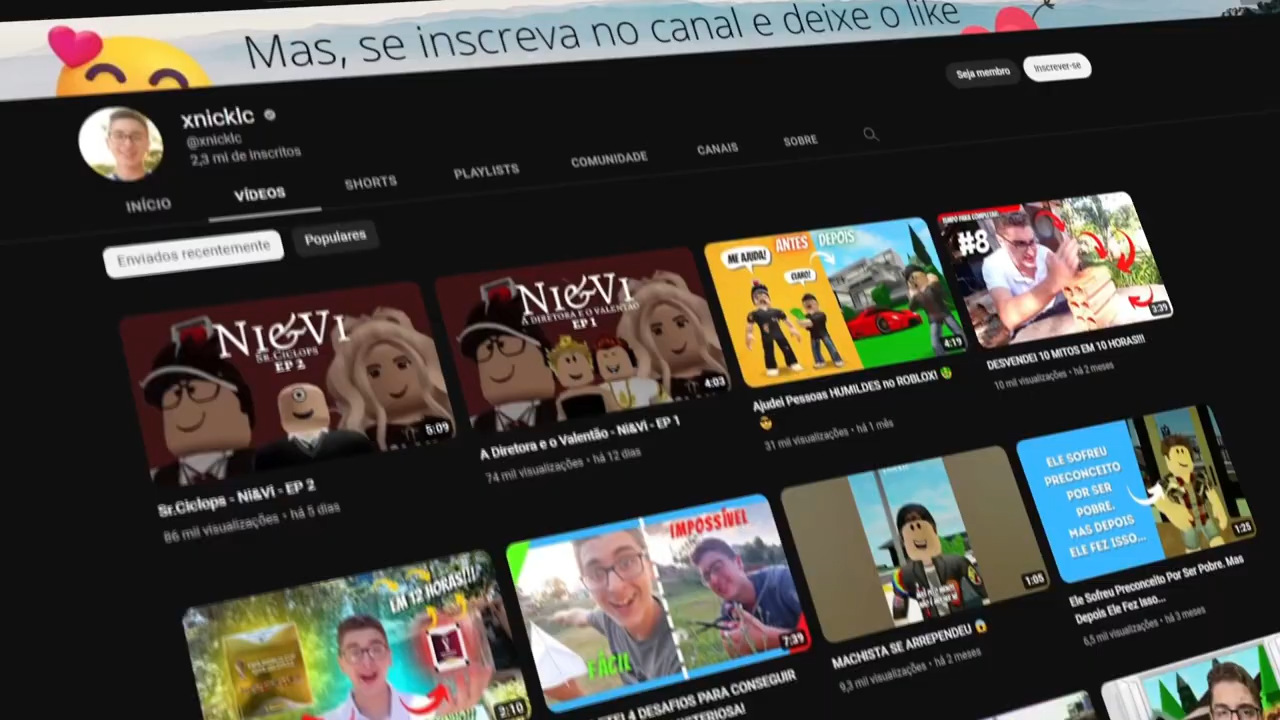 Mas, se inscreva no canal e deixe o like
xnicklc
@xnicklc
2,3 mi de inscritos
Seja membro
Inscrever-se
INÍCIO
VÍDEOS
SHORTS
PLAYLISTS
COMUNIDADE
CANAIS
SOBRE
Enviados recentemente
Populares
NI&VI
SR.CICLOPS
EP 2
5:09
Sr.Ciclops - Ni&Vi - EP 2
86 mil visualizações • há 5 dias
NI&VI
A DIRETORA E O VALENTÃO
EP 1
4:03
A Diretora e o Valentão - Ni&Vi - EP 1
74 mil visualizações • há 12 dias
ME AJUDA!
ANTES
DEPOIS
CLARO!
4:19
Ajudei Pessoas HUMILDES no ROBLOX! 🤑
😎
31 mil visualizações • há 1 mês
TEMPO PARA COMPLETAR
#8
3:39
DESVENDEI 10 MITOS EM 10 HORAS!!!
10 mil visualizações • há 2 meses
EM 12 HORAS!!!
2:10
IMPOSSÍVEL
FÁCIL
7:39
4 DESAFIOS PARA CONSEGUIR
MISTERIOSA!
1:05
MACHISTA SE ARREPENDEU 😱
9,3 mil visualizações • há 2 meses
ELE SOFREU
PRECONCEITO
POR SER
POBRE.
MAS DEPOIS
ELE FEZ ISSO...
1:25
Ele Sofreu Preconceito Por Ser Pobre. Mas
Depois Ele Fez Isso...
6,5 mil visualizações • há 3 meses